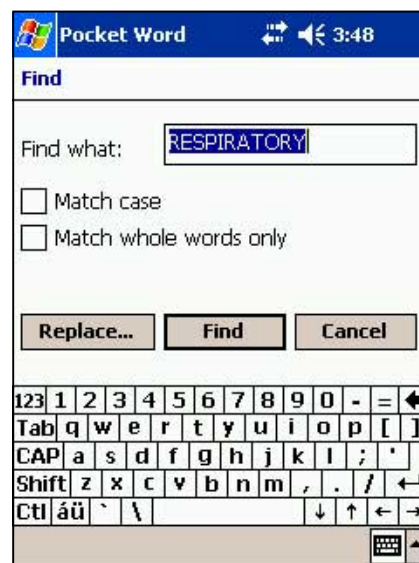 Pocket Word 3:48
Find
Find what: RESPIRATORY
Match case
Match whole words only
Replace... Find Cancel
123 1 2 3 4 5 6 7 8 9 0 - =
Tab q w e r t y u i o p [ ]
CAP a s d f g h j k l ; '
Shift z x c v b n m , . /
Ctl áü ` \